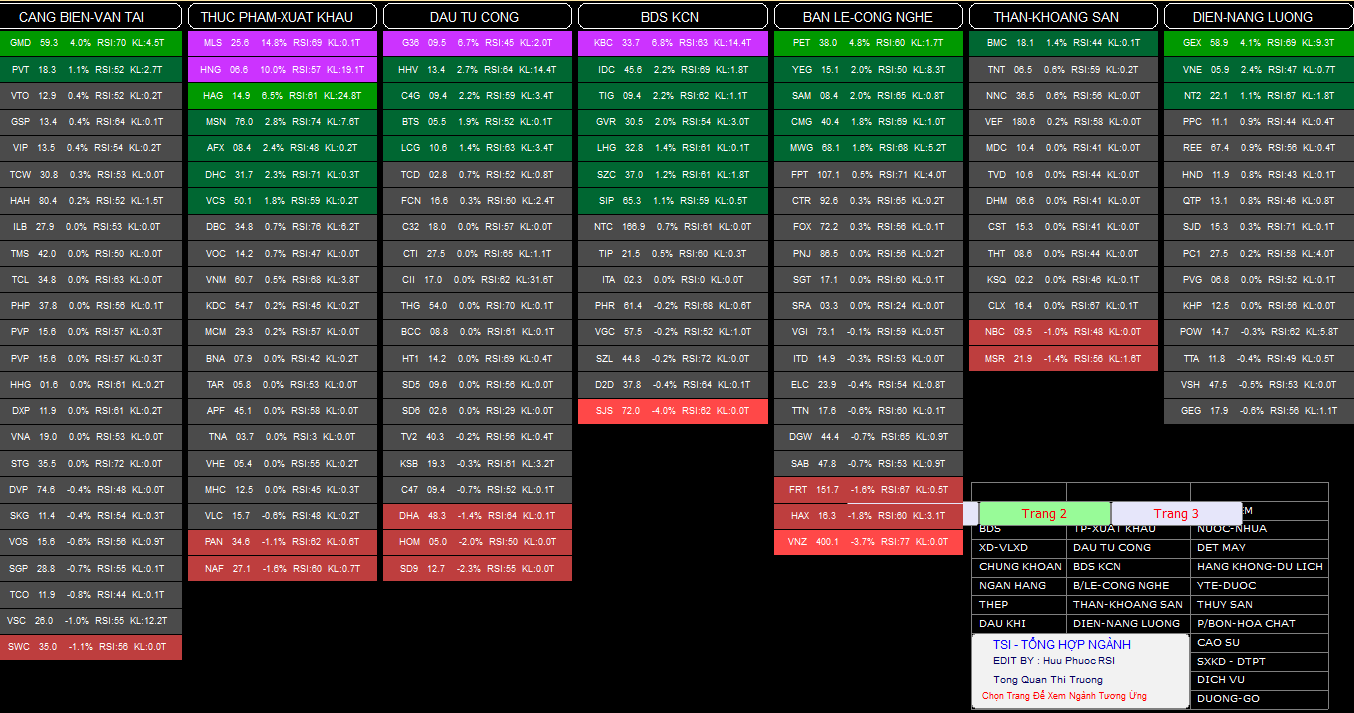 CANG BIEN-VAN TAI
GMD 59.3 4.0% RSI:70 KL:4.5T
PVT 18.3 1.1% RSI:52 KL:2.7T
VTO 12.9 0.4% RSI:52 KL:0.2T
GSP 13.4 0.4% RSI:64 KL:0.1T
VIP 13.5 0.4% RSI:54 KL:0.2T
TCW 30.8 0.3% RSI:53 KL:0.0T
HAH 80.4 0.2% RSI:52 KL:1.5T
ILB 27.9 0.0% RSI:53 KL:0.0T
TMS 42.0 0.0% RSI:50 KL:0.0T
TCL 34.8 0.0% RSI:63 KL:0.0T
PHP 37.8 0.0% RSI:56 KL:0.1T
PVP 15.6 0.0% RSI:57 KL:0.3T
PVP 15.6 0.0% RSI:57 KL:0.3T
HHG 01.6 0.0% RSI:61 KL:0.2T
DXP 11.9 0.0% RSI:61 KL:0.2T
VNA 19.0 0.0% RSI:53 KL:0.0T
STG 35.5 0.0% RSI:72 KL:0.0T
DVP 74.6 -0.4% RSI:48 KL:0.0T
SKG 11.4 -0.4% RSI:54 KL:0.3T
VOS 15.6 -0.6% RSI:56 KL:0.9T
SGP 28.8 -0.7% RSI:55 KL:0.1T
TCO 11.9 -0.8% RSI:44 KL:0.1T
VSC 26.0 -1.0% RSI:55 KL:12.2T
SWC 35.0 -1.1% RSI:56 KL:0.0T
THUC PHAM-XUAT KHAU
MLS 25.6 14.8% RSI:69 KL:0.1T
HNG 06.6 10.0% RSI:57 KL:19.1T
HAG 14.9 6.5% RSI:61 KL:24.8T
MSN 76.0 2.8% RSI:74 KL:7.6T
AFX 08.4 2.4% RSI:48 KL:0.2T
DHC 31.7 2.3% RSI:71 KL:0.3T
VCS 50.1 1.8% RSI:59 KL:0.2T
DBC 34.8 0.7% RSI:76 KL:6.2T
VOC 14.2 0.7% RSI:47 KL:0.0T
VNM 60.7 0.5% RSI:68 KL:3.8T
KDC 54.7 0.2% RSI:45 KL:0.2T
MCM 29.3 0.2% RSI:57 KL:0.0T
BNA 07.9 0.0% RSI:42 KL:0.2T
TAR 05.8 0.0% RSI:53 KL:0.0T
APF 45.1 0.0% RSI:58 KL:0.0T
TNA 03.7 0.0% RSI:3 KL:0.0T
VHE 05.4 0.0% RSI:55 KL:0.2T
MHC 12.5 0.0% RSI:45 KL:0.3T
VLC 15.7 -0.6% RSI:48 KL:0.2T
PAN 34.6 -1.1% RSI:62 KL:0.6T
NAF 27.1 -1.6% RSI:60 KL:0.7T
DAU TU CONG
G36 09.5 6.7% RSI:45 KL:2.0T
HHV 13.4 2.7% RSI:64 KL:14.4T
C4G 09.4 2.2% RSI:59 KL:3.4T
BTS 05.5 1.9% RSI:52 KL:0.1T
LCG 10.6 1.4% RSI:63 KL:3.4T
TCD 02.8 0.7% RSI:52 KL:0.8T
FCN 16.6 0.3% RSI:60 KL:2.4T
C32 18.0 0.0% RSI:57 KL:0.0T
CTI 27.5 0.0% RSI:65 KL:1.1T
CII 17.0 0.0% RSI:62 KL:31.6T
THG 54.0 0.0% RSI:70 KL:0.1T
BCC 08.8 0.0% RSI:61 KL:0.1T
HT1 14.2 0.0% RSI:69 KL:0.4T
SD5 09.6 0.0% RSI:56 KL:0.0T
SD6 02.6 0.0% RSI:29 KL:0.0T
TV2 40.3 -0.2% RSI:56 KL:0.4T
KSB 19.3 -0.3% RSI:61 KL:3.2T
C47 09.4 -0.7% RSI:52 KL:0.1T
DHA 48.3 -1.4% RSI:64 KL:0.1T
HOM 05.0 -2.0% RSI:50 KL:0.0T
SD9 12.7 -2.3% RSI:55 KL:0.0T
BDS KCN
KBC 33.7 6.8% RSI:63 KL:14.4T
IDC 45.6 2.2% RSI:69 KL:1.8T
TIG 09.4 2.2% RSI:62 KL:1.1T
GVR 30.5 2.0% RSI:54 KL:3.0T
LHG 32.8 1.4% RSI:61 KL:0.1T
SZC 37.0 1.2% RSI:61 KL:1.8T
SIP 65.3 1.1% RSI:59 KL:0.5T
NTC 166.9 0.7% RSI:61 KL:0.0T
TIP 21.5 0.5% RSI:60 KL:0.3T
ITA 02.3 0.0% RSI:0 KL:0.0T
PHR 61.4 -0.2% RSI:68 KL:0.6T
VGC 57.5 -0.2% RSI:52 KL:1.0T
SZL 44.8 -0.2% RSI:72 KL:0.0T
D2D 37.8 -0.4% RSI:64 KL:0.1T
SJS 72.0 -4.0% RSI:62 KL:0.0T
BAN LE-CONG NGHE
PET 38.0 4.8% RSI:60 KL:1.7T
YEG 15.1 2.0% RSI:50 KL:8.3T
SAM 08.4 2.0% RSI:65 KL:0.8T
CMG 40.4 1.8% RSI:69 KL:1.0T
MWG 68.1 1.6% RSI:68 KL:5.2T
FPT 107.1 0.5% RSI:71 KL:4.0T
CTR 92.6 0.3% RSI:65 KL:0.2T
FOX 72.2 0.3% RSI:56 KL:0.1T
PNJ 86.5 0.0% RSI:56 KL:0.2T
SGT 17.1 0.0% RSI:60 KL:0.1T
SRA 03.3 0.0% RSI:24 KL:0.0T
VGI 73.1 -0.1% RSI:59 KL:0.5T
ITD 14.9 -0.3% RSI:53 KL:0.0T
ELC 23.9 -0.4% RSI:54 KL:0.8T
TTN 17.6 -0.6% RSI:60 KL:0.1T
DGW 44.4 -0.7% RSI:65 KL:0.9T
SAB 47.8 -0.7% RSI:53 KL:0.9T
FRT 151.7 -1.6% RSI:67 KL:0.5T
HAX 16.3 -1.8% RSI:60 KL:3.1T
VNZ 400.1 -3.7% RSI:77 KL:0.0T
THAN-KHOANG SAN
BMC 18.1 1.4% RSI:44 KL:0.1T
TNT 06.5 0.6% RSI:59 KL:0.2T
NNC 36.5 0.6% RSI:56 KL:0.0T
VEF 180.6 0.2% RSI:58 KL:0.0T
MDC 10.4 0.0% RSI:41 KL:0.0T
TVD 10.6 0.0% RSI:44 KL:0.0T
DHM 06.6 0.0% RSI:41 KL:0.0T
CST 15.3 0.0% RSI:41 KL:0.0T
THT 08.6 0.0% RSI:44 KL:0.0T
KSQ 02.2 0.0% RSI:46 KL:0.1T
CLX 16.4 0.0% RSI:67 KL:0.1T
NBC 09.5 -1.0% RSI:48 KL:0.0T
MSR 21.9 -1.4% RSI:56 KL:1.6T
DIEN-NANG LUONG
GEX 58.9 4.1% RSI:69 KL:9.3T
VNE 05.9 2.4% RSI:47 KL:0.7T
NT2 22.1 1.1% RSI:67 KL:1.8T
PPC 11.1 0.9% RSI:44 KL:0.4T
REE 67.4 0.9% RSI:56 KL:0.4T
HND 11.9 0.8% RSI:43 KL:0.1T
QTP 13.1 0.8% RSI:46 KL:0.8T
SJD 15.3 0.3% RSI:71 KL:0.1T
PC1 27.5 0.2% RSI:58 KL:4.0T
PVG 06.8 0.0% RSI:52 KL:0.1T
KHP 12.5 0.0% RSI:56 KL:0.0T
POW 14.7 -0.3% RSI:62 KL:5.8T
TTA 11.8 -0.4% RSI:49 KL:0.5T
VSH 47.5 -0.5% RSI:53 KL:0.0T
GEG 17.9 -0.6% RSI:56 KL:1.1T
Trang 2 Trang 3
BDS TP-XUAT KHAU NUOC-NHUA
XD-VLXD DAU TU CONG DET MAY
CHUNG KHOAN BDS KCN HANG KHONG-DU LICH
NGAN HANG B/LE-CONG NGHE YTE-DUOC
THEP THAN-KHOANG SAN THUY SAN
DAU KHI DIEN-NANG LUONG P/BON-HOA CHAT
CAO SU
SXKD - DTPT
DICH VU
DUONG-GO
TSI - TỔNG HỢP NGÀNH
EDIT BY : Huu Phuoc RSI
Tong Quan Thi Truong
Chọn Trang Để Xem Ngành Tương Ứng